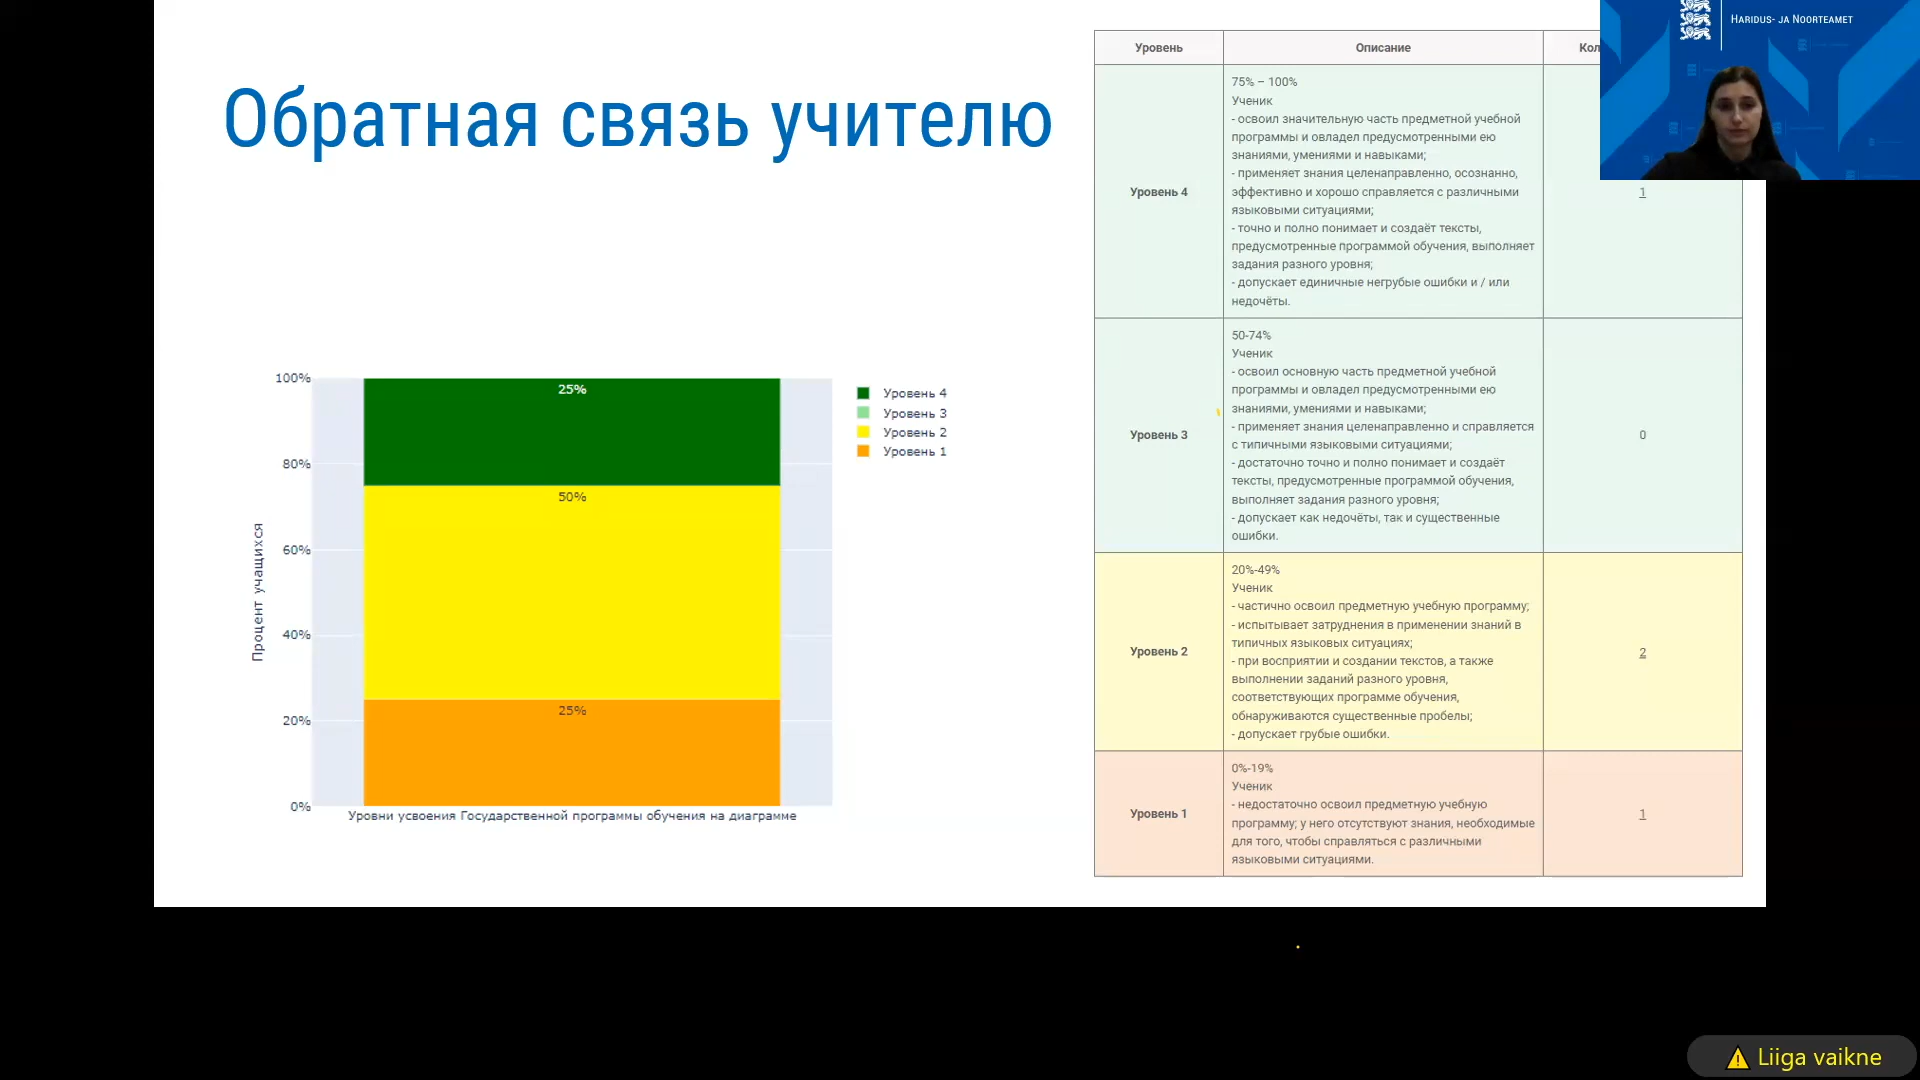 Обратная связь учителю
100%
80%
60%
40%
20%
0%
Процент учащихся
25%
50%
25%
Уровни усвоения Государственной программы обучения на диаграмме
Уровень 4
Уровень 3
Уровень 2
Уровень 1
Уровень Описание
Уровень 4
75% – 100%
Ученик
- освоил значительную часть предметной учебной
программы и овладел предусмотренными ею
знаниями, умениями и навыками;
- применяет знания целенаправленно, осознанно,
эффективно и хорошо справляется с различными
языковыми ситуациями;
- точно и полно понимает и создаёт тексты,
предусмотренные программой обучения, выполняет
задания разного уровня;
- допускает единичные негрубые ошибки и / или
недочёты.
1
Уровень 3
50-74%
Ученик
- освоил основную часть предметной учебной
программы и овладел предусмотренными ею
знаниями, умениями и навыками;
- применяет знания целенаправленно и справляется
с типичными языковыми ситуациями;
- достаточно точно и полно понимает и создаёт
тексты, предусмотренные программой обучения,
выполняет задания разного уровня;
- допускает как недочёты, так и существенные
ошибки.
0
Уровень 2
20%-49%
Ученик
- частично освоил предметную учебную программу;
- испытывает затруднения в применении знаний в
типичных языковых ситуациях;
- при восприятии и создании текстов, а также
выполнении заданий разного уровня,
соответствующих программе обучения,
обнаруживаются существенные пробелы;
- допускает грубые ошибки.
2
Уровень 1
0%-19%
Ученик
- недостаточно освоил предметную учебную
программу; у него отсутствуют знания, необходимые
для того, чтобы справляться с различными
языковыми ситуациями.
1
Haridus- ja Noorteamet
Liiga vaikne